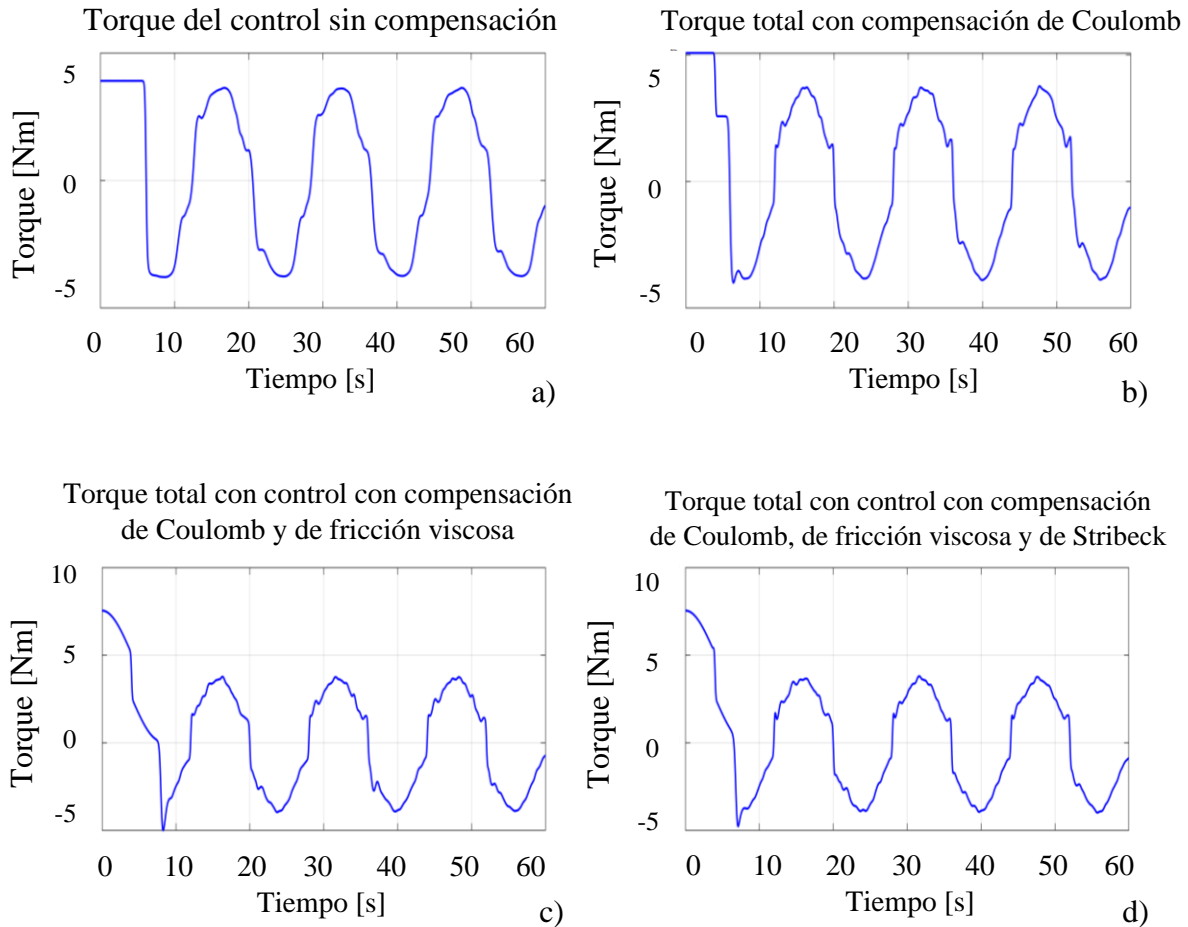 Torque del control sin compensación
5
0
-5
Torque [Nm]
0 10 20 30 40 50 60
Tiempo [s]
a)
Torque total con compensación de Coulomb
5
0
-5
Torque [Nm]
0 10 20 30 40 50 60
Tiempo [s]
b)
Torque total con control con compensación
de Coulomb y de fricción viscosa
10
5
0
-5
Torque [Nm]
0 10 20 30 40 50 60
Tiempo [s]
c)
Torque total con control con compensación
de Coulomb, de fricción viscosa y de Stribeck
10
5
0
-5
Torque [Nm]
0 10 20 30 40 50 60
Tiempo [s]
d)